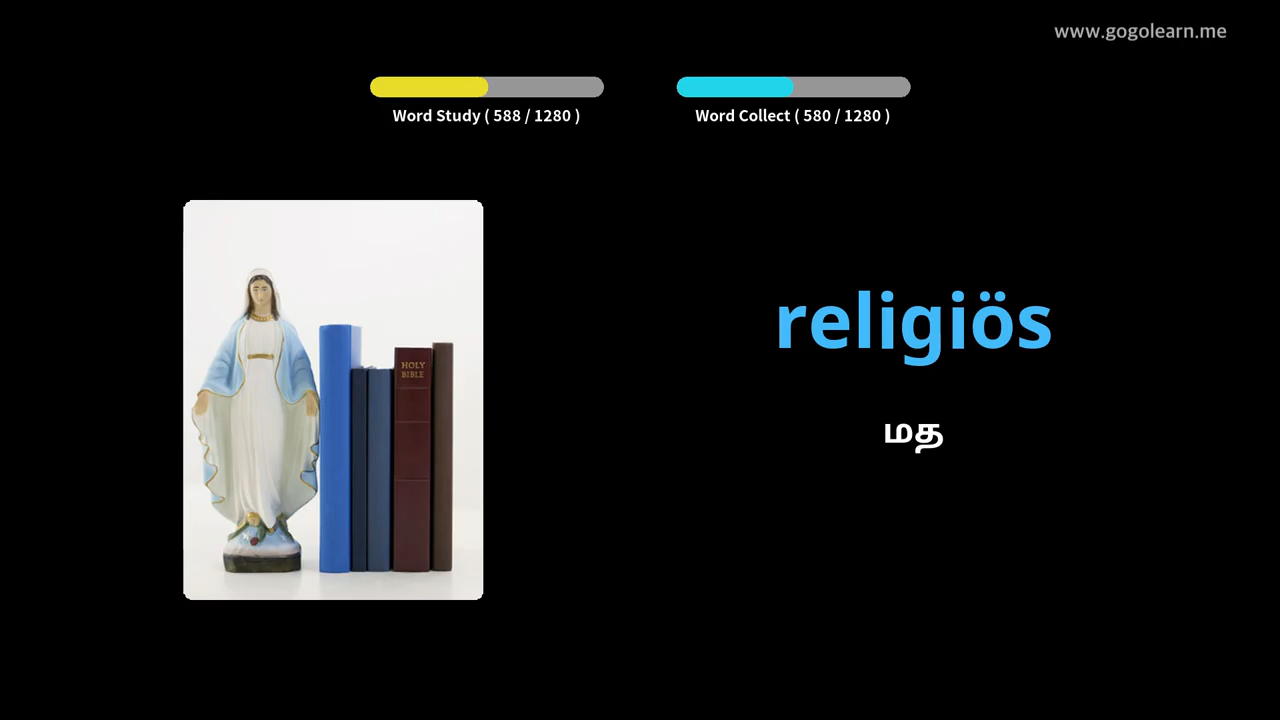 www.gogolearn.me
Word Study ( 588 / 1280 )
Word Collect ( 580 / 1280 )
HOLY
BIBLE
religiös
மத